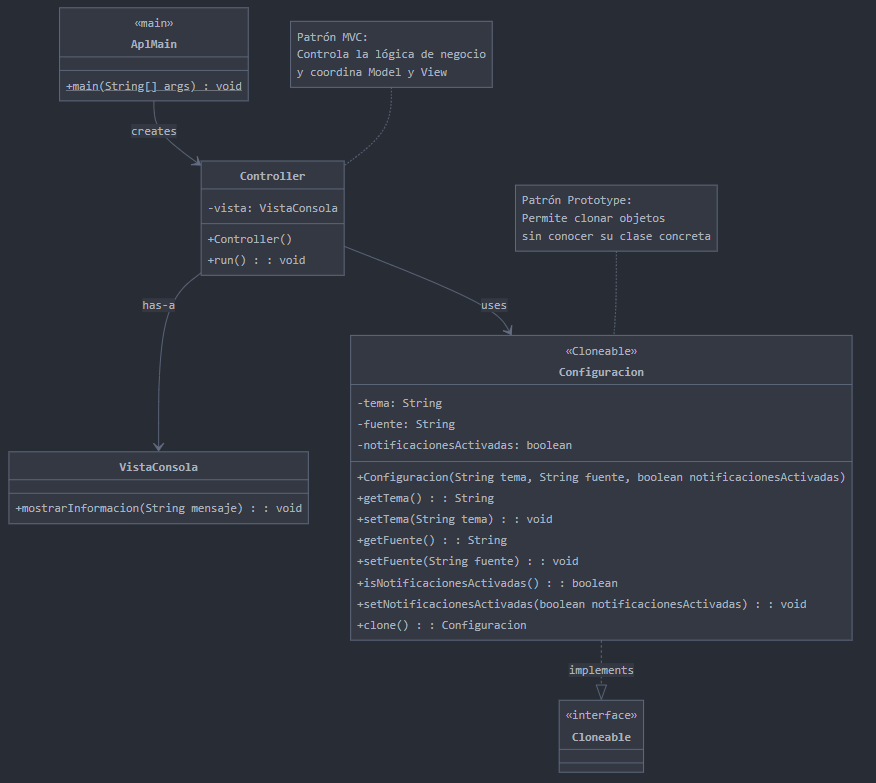 «main»
AplMain
+main(String[] args) : void
Patrón MVC:
Controla la lógica de negocio
y coordina Model y View
creates
Controller
-vista: VistaConsola
+Controller()
+run() : : void
Patrón Prototype:
Permite clonar objetos
sin conocer su clase concreta
has-a
uses
«Cloneable»
Configuracion
-tema: String
-fuente: String
-notificacionesActivadas: boolean
+Configuracion(String tema, String fuente, boolean notificacionesActivadas)
+getTema() : : String
+setTema(String tema) : : void
+getFuente() : : String
+setFuente(String fuente) : : void
+isNotificacionesActivadas() : : boolean
+setNotificacionesActivadas(boolean notificacionesActivadas) : : void
+clone() : : Configuracion
VistaConsola
+mostrarInformacion(String mensaje) : : void
implements
«interface»
Cloneable